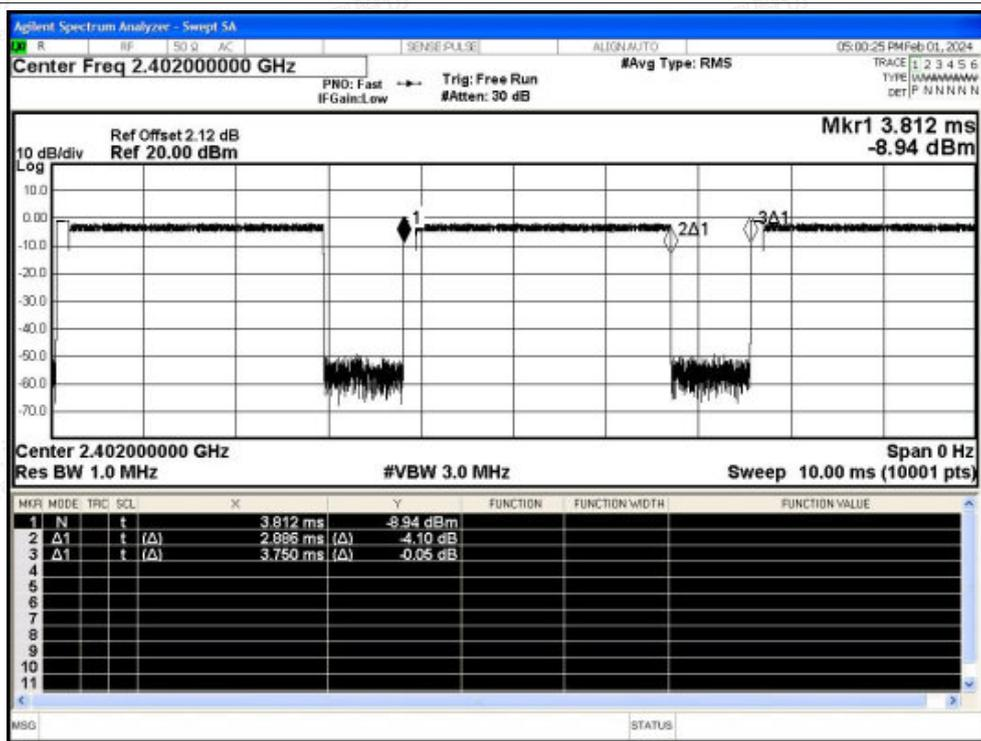 Agilent Spectrum Analyzer - Swept SA
R RF 50 Ω AC SENSE:PULSE ALIGN AUTO 05:00:25 PM Feb 01, 2024
Center Freq 2.402000000 GHz #Avg Type: RMS TRACE 1 2 3 4 5 6
PNO: Fast Trig: Free Run TYPE
IFGain:Low #Atten: 30 dB DET P N N N N N
Mkr1 3.812 ms
Ref Offset 2.12 dB
10 dB/div Ref 20.00 dBm -8.94 dBm
Log
10.0
0.00 1 2Δ1 3Δ1
-10.0
-20.0
-30.0
-40.0
-50.0
-60.0
-70.0
Center 2.402000000 GHz Span 0 Hz
Res BW 1.0 MHz #VBW 3.0 MHz Sweep 10.00 ms (10001 pts)
MKR MODE TRC SCL X Y FUNCTION FUNCTION WIDTH FUNCTION VALUE
1 N t 3.812 ms -8.94 dBm
2 Δ1 t (Δ) 2.886 ms (Δ) -4.10 dB
3 Δ1 t (Δ) 3.750 ms (Δ) -0.05 dB
4
5
6
7
8
9
10
11
MSG STATUS